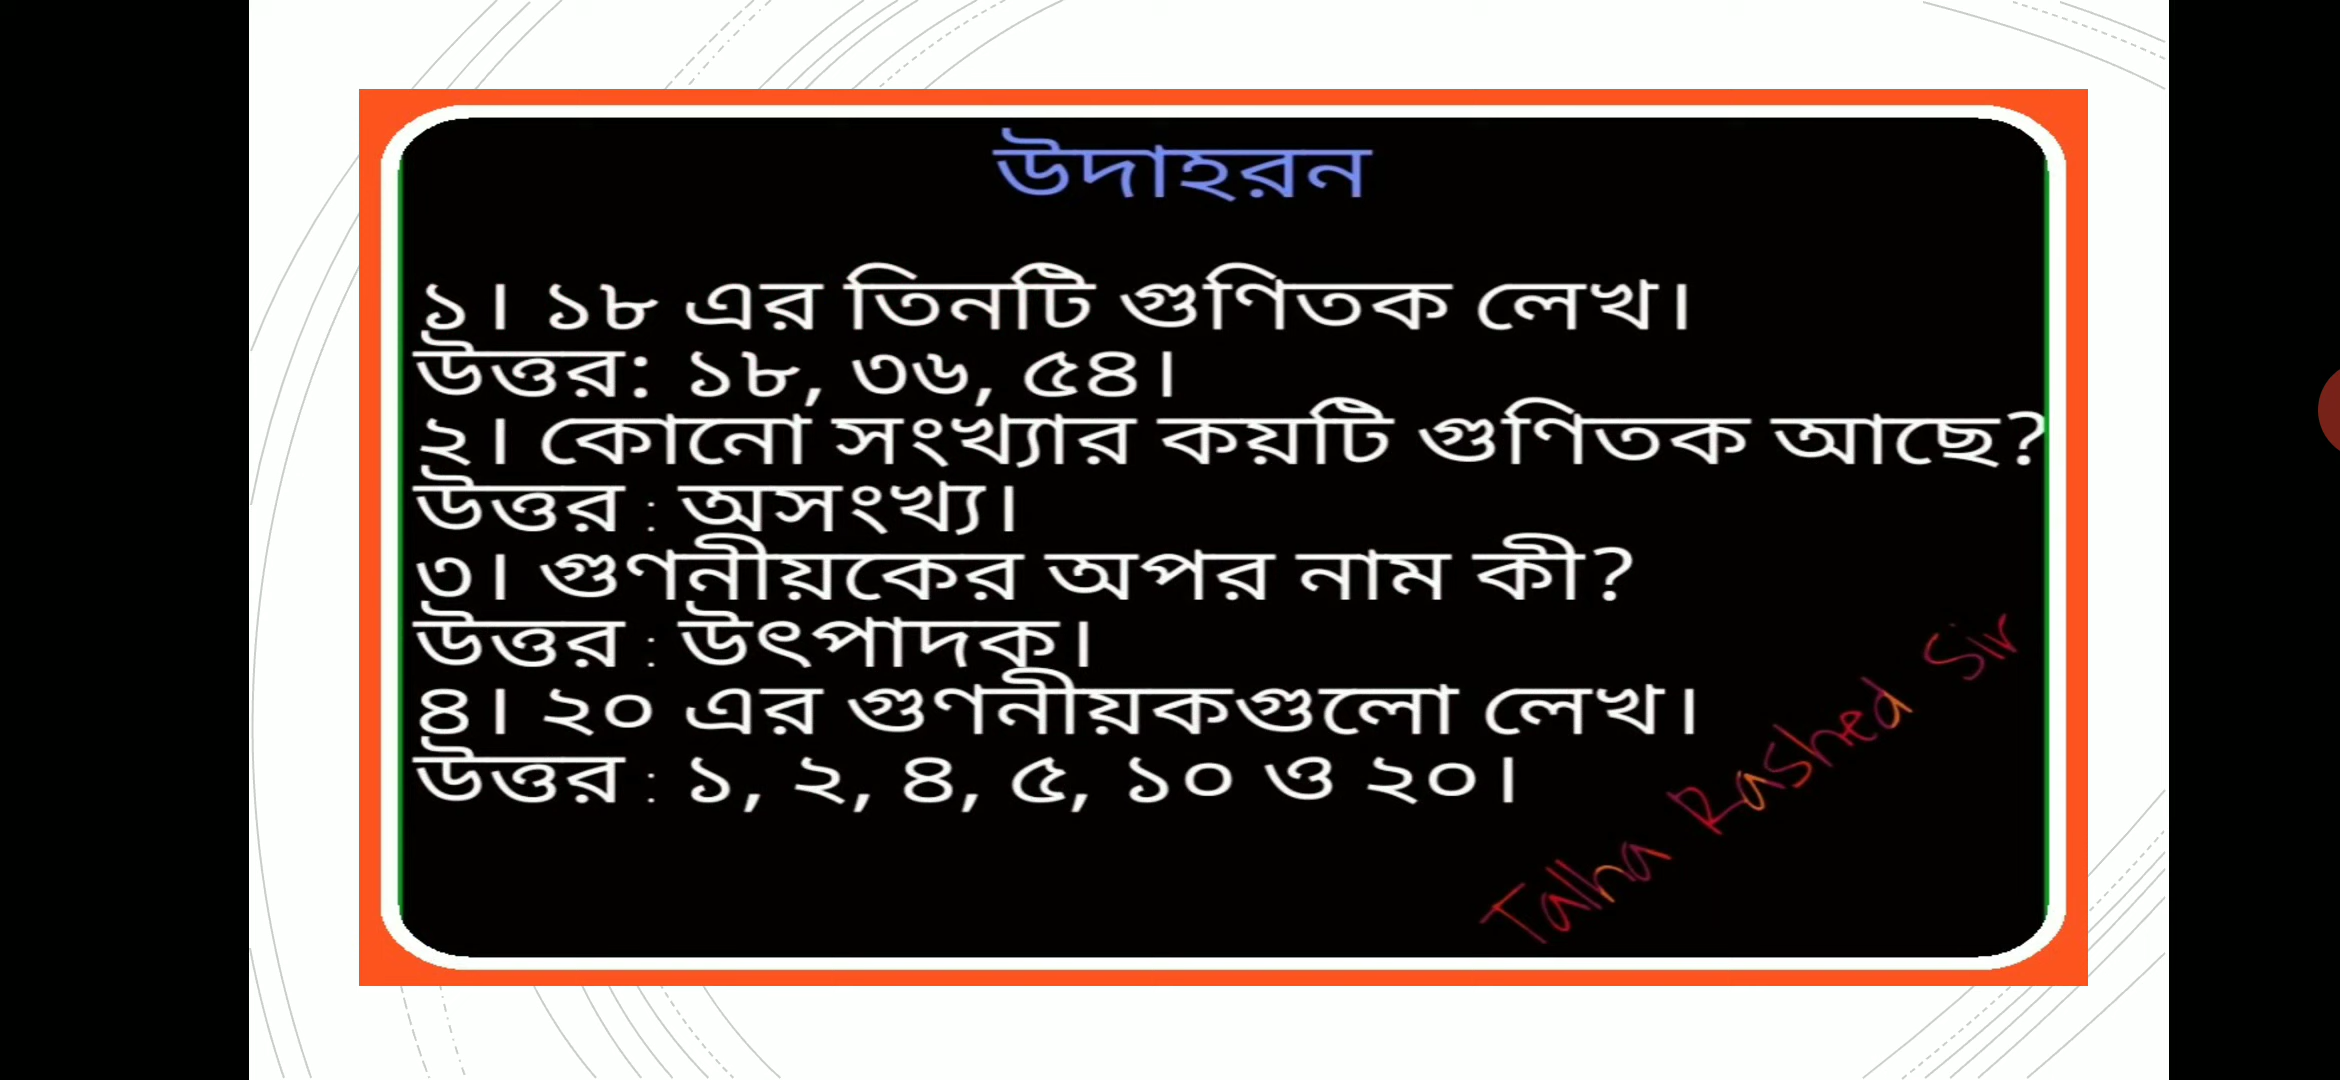 উদাহরন
১। ১৮ এর তিনটি গুণিতক লেখ।
উত্তর: ১৮, ৩৬, ৫৪।
২। কোনো সংখ্যার কয়টি গুণিতক আছে?
উত্তর : অসংখ্য।
৩। গুণনীয়কের অপর নাম কী?
উত্তর : উৎপাদক।
৪। ২০ এর গুণনীয়কগুলো লেখ।
উত্তর : ১, ২, ৪, ৫, ১০ ও ২০।
Talha Rashed Sir